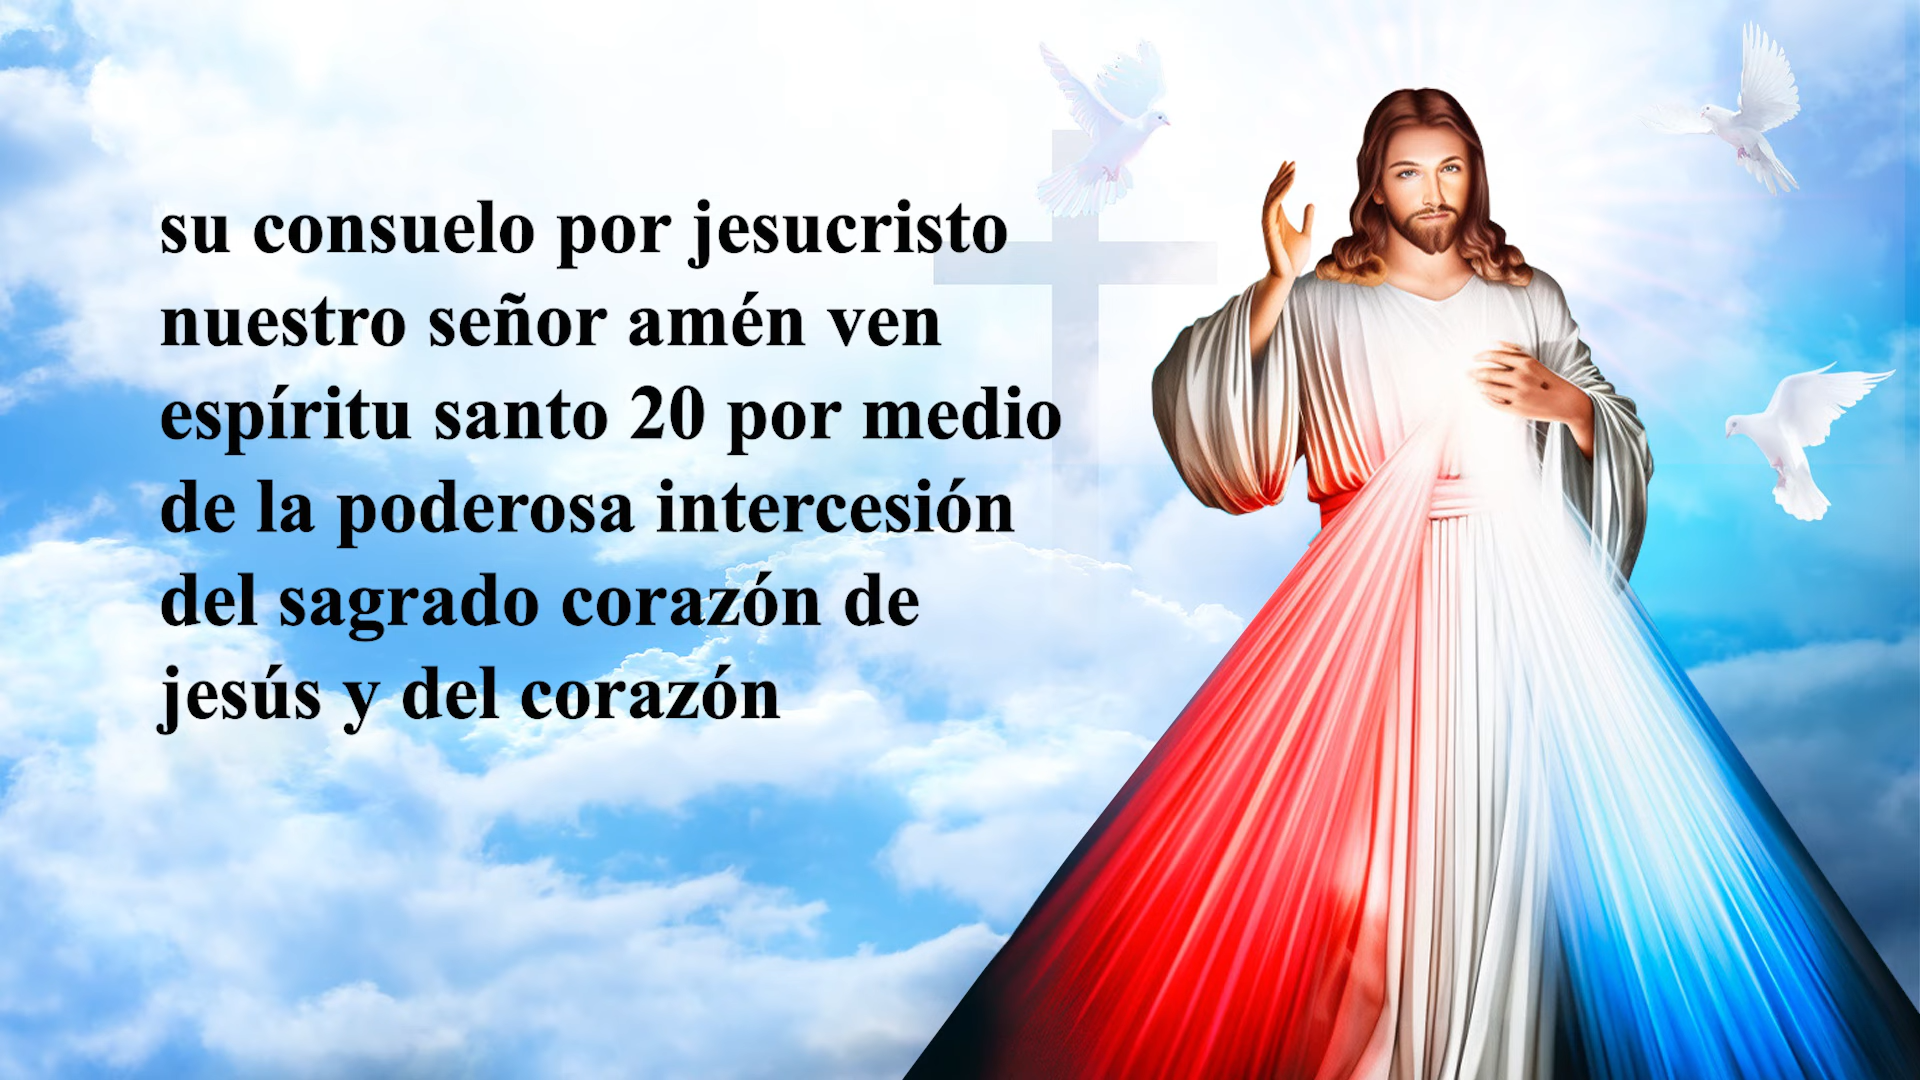 su consuelo por jesucristo
nuestro señor amén ven
espíritu santo 20 por medio
de la poderosa intercesión
del sagrado corazón de
jesús y del corazón